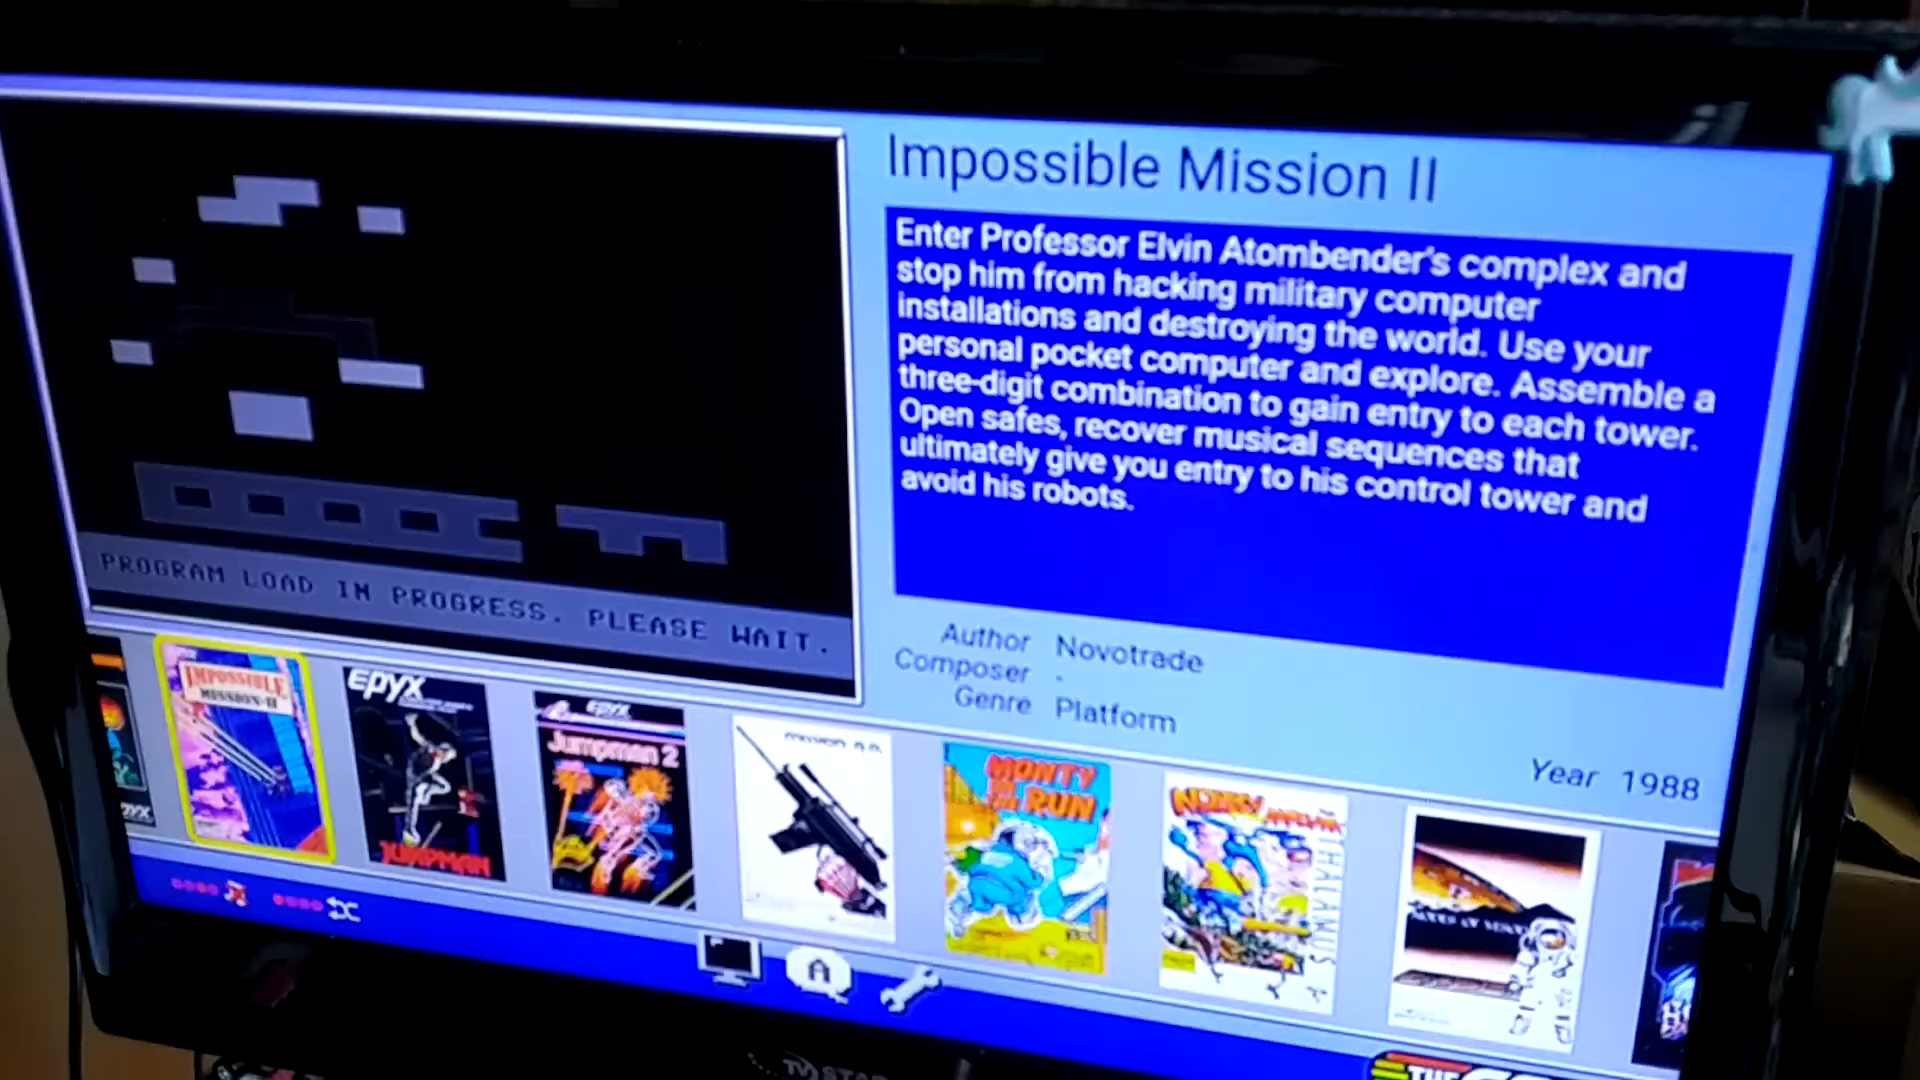 Impossible Mission II
Enter Professor Elvin Atombender's complex and
stop him from hacking military computer
installations and destroying the world. Use your
personal pocket computer and explore. Assemble a
three-digit combination to gain entry to each tower.
Open safes, recover musical sequences that
ultimately give you entry to his control tower and
avoid his robots.
PROGRAM LOAD IN PROGRESS. PLEASE WAIT.
Author Novotrade
Composer -
Genre Platform
Year 1988
IMPOSSIBLE
MISSION-II
EPYX
JUMPMAN
EPYX
Jumpman 2
MONTY
ON THE RUN
A
THE
TV STAR